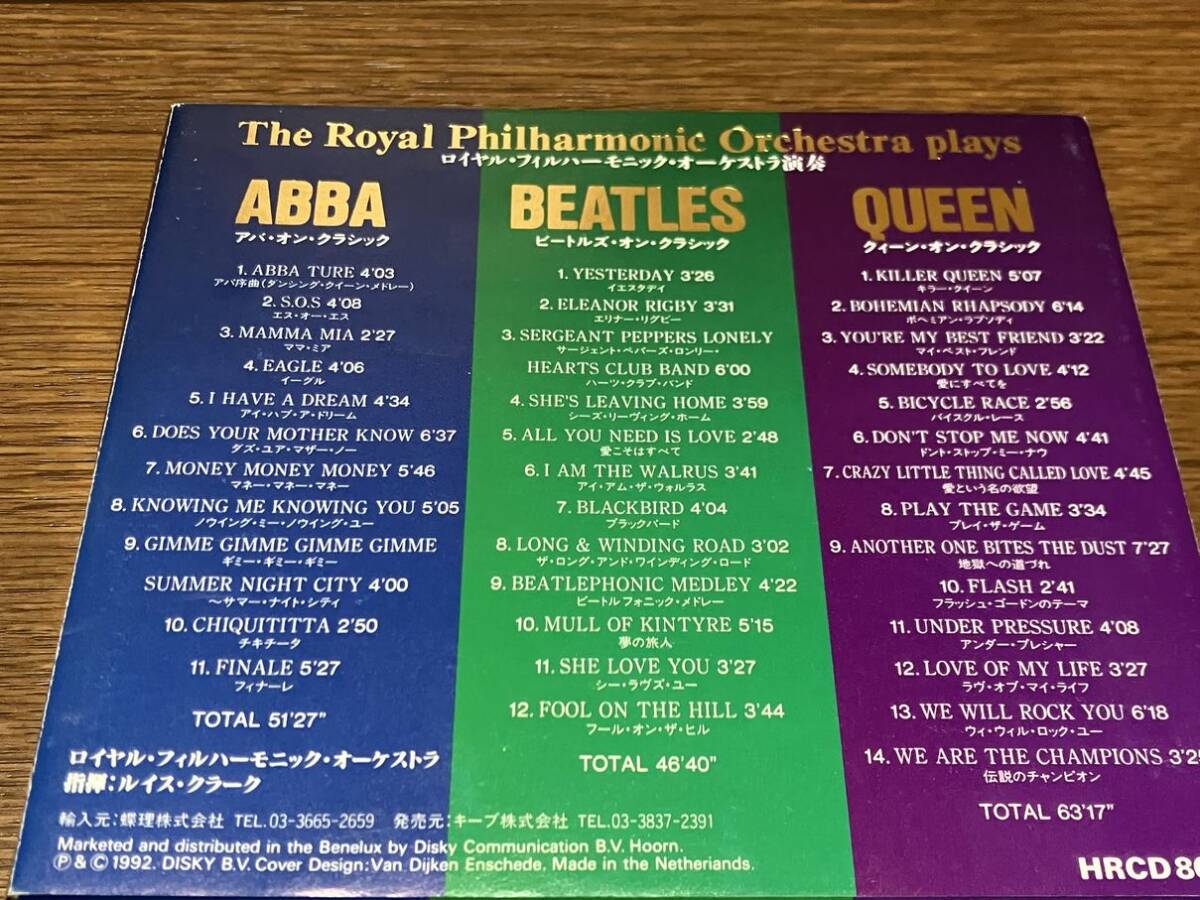 The Royal Philharmonic Orchestra plays
ロイヤル・フィルハーモニック・オーケストラ演奏
ABBA
アバ・オン・クラシック
1. ABBA TURE 4'03
アバ序曲(ダンシング・クイーン・メドレー)
2. S.O.S 4'08
エス・オー・エス
3. MAMMA MIA 2'27
ママ・ミア
4. EAGLE 4'06
イーグル
5. I HAVE A DREAM 4'34
アイ・ハブ・ア・ドリーム
6. DOES YOUR MOTHER KNOW 6'37
ダズ・ユア・マザー・ノー
7. MONEY MONEY MONEY 5'46
マネー・マネー・マネー
8. KNOWING ME KNOWING YOU 5'05
ノウイング・ミー・ノウイング・ユー
9. GIMME GIMME GIMME GIMME
ギミー・ギミー・ギミー
SUMMER NIGHT CITY 4'00
〜サマー・ナイト・シティ
10. CHIQUITITTA 2'50
チキチータ
11. FINALE 5'27
フィナーレ
TOTAL 51'27"
BEATLES
ビートルズ・オン・クラシック
1. YESTERDAY 3'26
イエスタデイ
2. ELEANOR RIGBY 3'31
エリナー・リグビー
3. SERGEANT PEPPERS LONELY
サージェント・ペパーズ・ロンリー・
HEARTS CLUB BAND 6'00
ハーツ・クラブ・バンド
4. SHE'S LEAVING HOME 3'59
シーズ・リーヴィング・ホーム
5. ALL YOU NEED IS LOVE 2'48
愛こそはすべて
6. I AM THE WALRUS 3'41
アイ・アム・ザ・ウォルラス
7. BLACKBIRD 4'04
ブラックバード
8. LONG & WINDING ROAD 3'02
ザ・ロング・アンド・ワインディング・ロード
9. BEATLEPHONIC MEDLEY 4'22
ビートルフォニック・メドレー
10. MULL OF KINTYRE 5'15
夢の旅人
11. SHE LOVE YOU 3'27
シー・ラヴズ・ユー
12. FOOL ON THE HILL 3'44
フール・オン・ザ・ヒル
TOTAL 46'40"
QUEEN
クィーン・オン・クラシック
1. KILLER QUEEN 5'07
キラー・クイーン
2. BOHEMIAN RHAPSODY 6'14
ボヘミアン・ラプソディ
3. YOU'RE MY BEST FRIEND 3'22
マイ・ベスト・フレンド
4. SOMEBODY TO LOVE 4'12
愛にすべてを
5. BICYCLE RACE 2'56
バイスクル・レース
6. DON'T STOP ME NOW 4'41
ドント・ストップ・ミー・ナウ
7. CRAZY LITTLE THING CALLED LOVE 4'45
愛という名の欲望
8. PLAY THE GAME 3'34
プレイ・ザ・ゲーム
9. ANOTHER ONE BITES THE DUST 7'27
地獄への道づれ
10. FLASH 2'41
フラッシュ・ゴードンのテーマ
11. UNDER PRESSURE 4'08
アンダー・プレシャー
12. LOVE OF MY LIFE 3'27
ラヴ・オブ・マイ・ライフ
13. WE WILL ROCK YOU 6'18
ウィ・ウィル・ロック・ユー
14. WE ARE THE CHAMPIONS 3'25
伝説のチャンピオン
TOTAL 63'17"
ロイヤル・フィルハーモニック・オーケストラ
指揮:ルイス・クラーク
輸入元:蝶理株式会社 TEL.03-3665-2659 発売元:キープ株式会社 TEL.03-3837-2391
Marketed and distributed in the Benelux by Disky Communication B.V. Hoorn.
Ⓟ & © 1992. DISKY B.V. Cover Design: Van Dijken Enschede. Made in the Netherlands.
HRCD 80